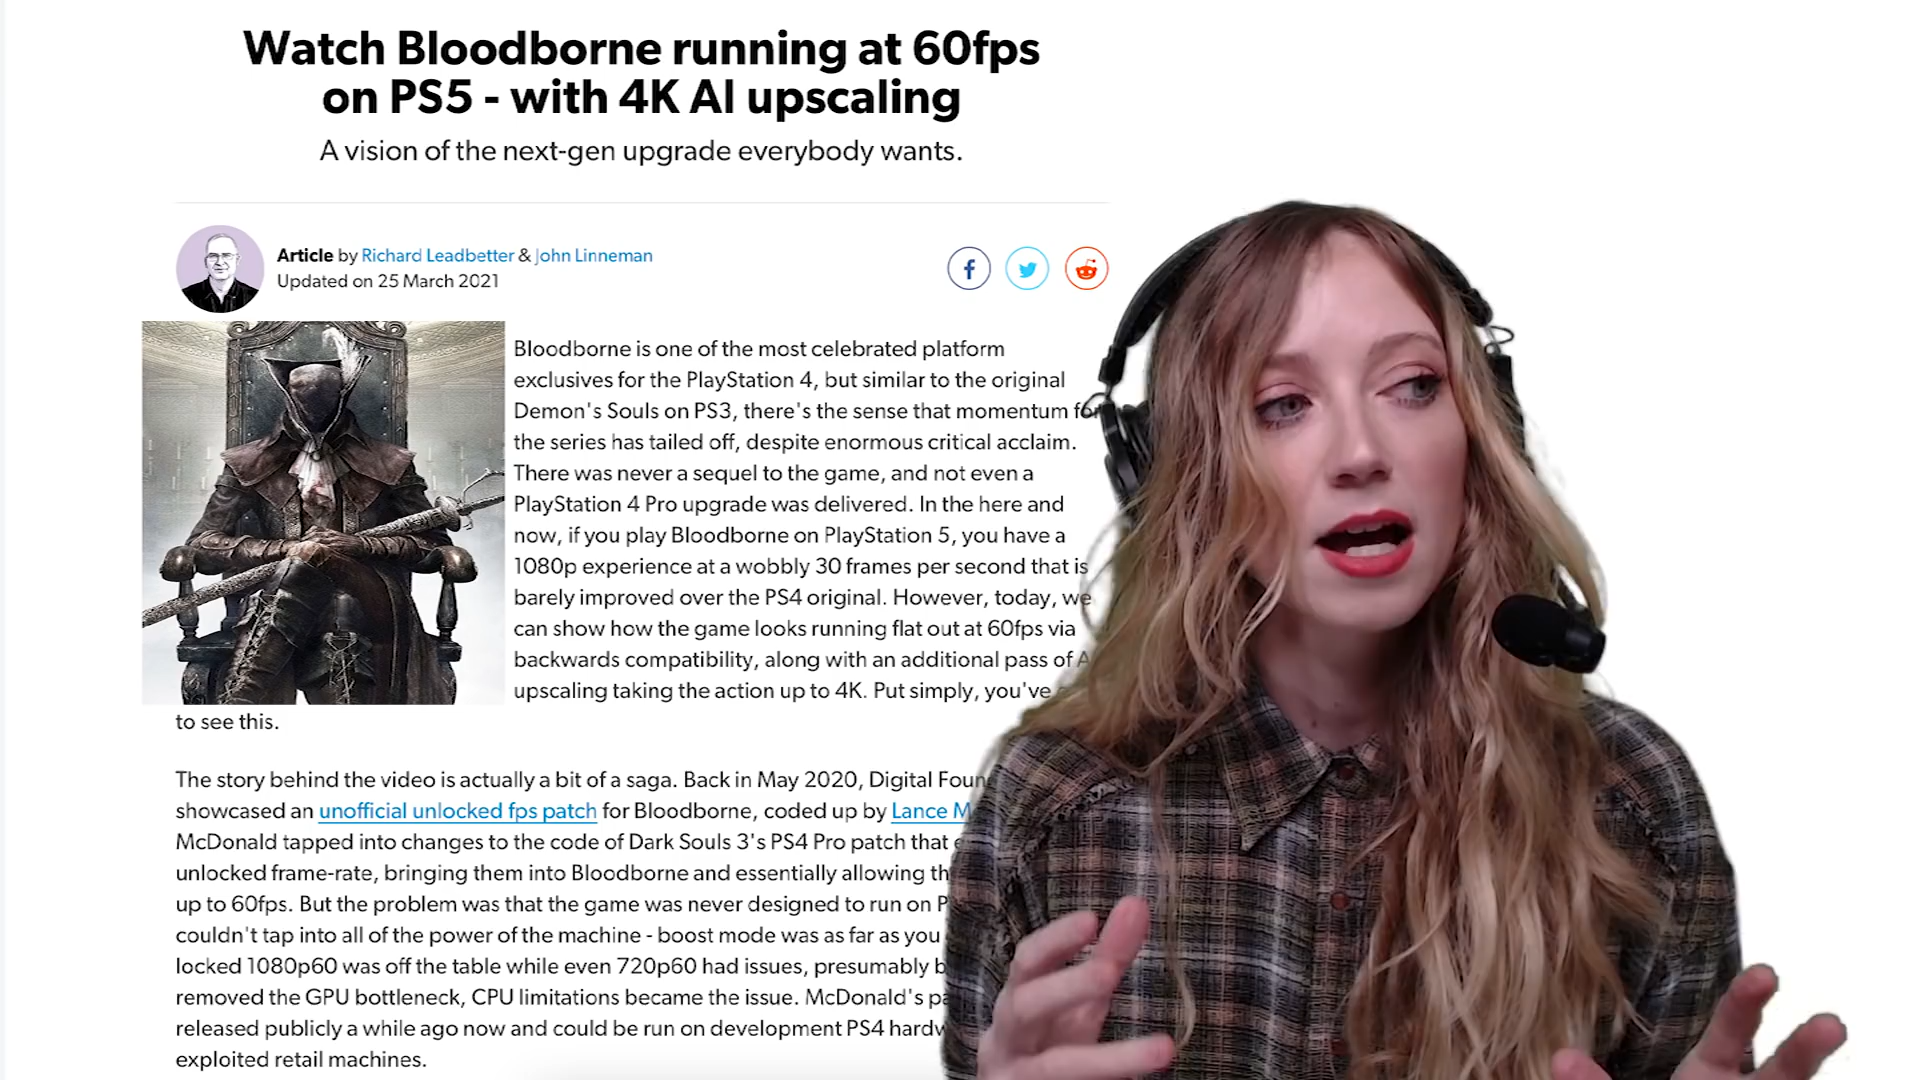 Watch Bloodborne running at 60fps
on PS5 - with 4K AI upscaling
A vision of the next-gen upgrade everybody wants.
Article by Richard Leadbetter & John Linneman
Updated on 25 March 2021
Bloodborne is one of the most celebrated platform
exclusives for the PlayStation 4, but similar to the original
Demon's Souls on PS3, there's the sense that momentum for
the series has tailed off, despite enormous critical acclaim.
There was never a sequel to the game, and not even a
PlayStation 4 Pro upgrade was delivered. In the here and
now, if you play Bloodborne on PlayStation 5, you have a
1080p experience at a wobbly 30 frames per second that is
barely improved over the PS4 original. However, today, we
can show how the game looks running flat out at 60fps via
backwards compatibility, along with an additional pass of
upscaling taking the action up to 4K. Put simply, you've
to see this.
The story behind the video is actually a bit of a saga. Back in May 2020, Digital
showcased an unofficial unlocked fps patch for Bloodborne, coded up by Lance
McDonald tapped into changes to the code of Dark Souls 3's PS4 Pro patch that
unlocked frame-rate, bringing them into Bloodborne and essentially allowing
up to 60fps. But the problem was that the game was never designed to run on
couldn't tap into all of the power of the machine - boost mode was as far as you
locked 1080p60 was off the table while even 720p60 had issues, presumably
removed the GPU bottleneck, CPU limitations became the issue. McDonald's
released publicly a while ago now and could be run on development PS4
exploited retail machines.